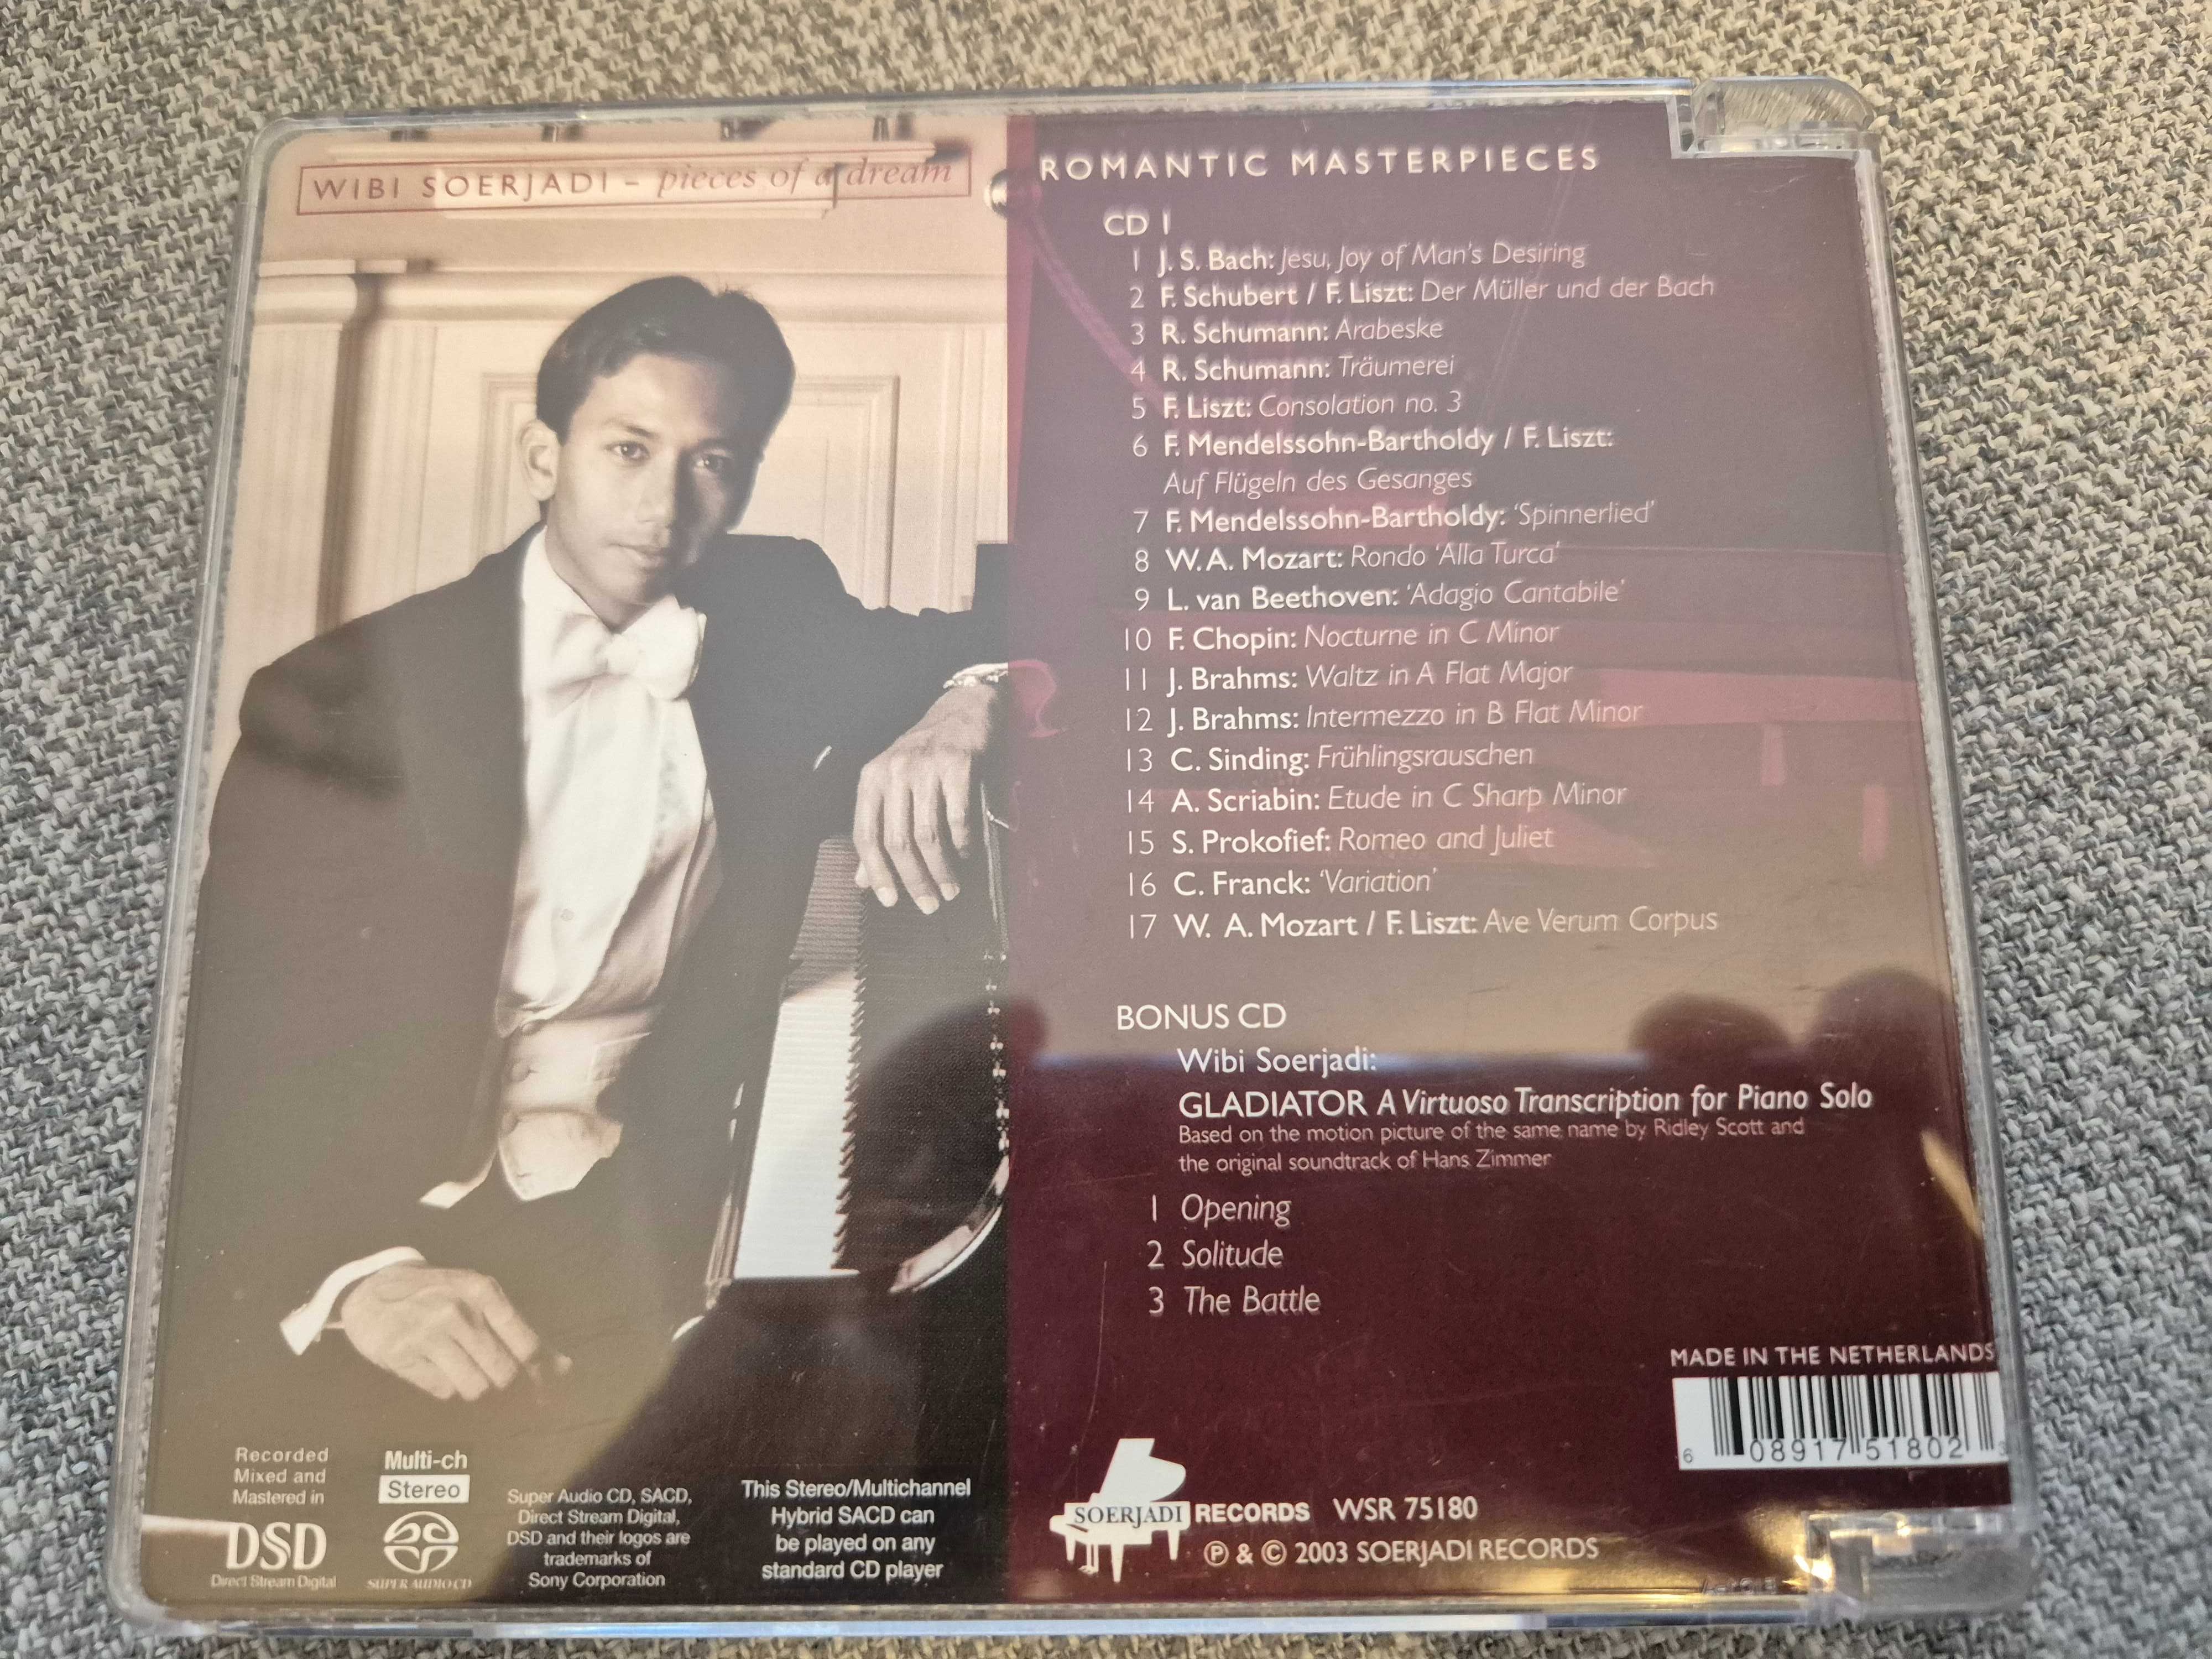 WIBI SOERJADI – pieces of a dream
ROMANTIC MASTERPIECES
CD 1
1 J. S. Bach: Jesu, Joy of Man's Desiring
2 F. Schubert / F. Liszt: Der Müller und der Bach
3 R. Schumann: Arabeske
4 R. Schumann: Träumerei
5 F. Liszt: Consolation no. 3
6 F. Mendelssohn-Bartholdy / F. Liszt:
Auf Flügeln des Gesanges
7 F. Mendelssohn-Bartholdy: 'Spinnerlied'
8 W.A. Mozart: Rondo 'Alla Turca'
9 L. van Beethoven: 'Adagio Cantabile'
10 F. Chopin: Nocturne in C Minor
11 J. Brahms: Waltz in A Flat Major
12 J. Brahms: Intermezzo in B Flat Minor
13 C. Sinding: Frühlingsrauschen
14 A. Scriabin: Etude in C Sharp Minor
15 S. Prokofief: Romeo and Juliet
16 C. Franck: 'Variation'
17 W. A. Mozart / F. Liszt: Ave Verum Corpus
BONUS CD
Wibi Soerjadi:
GLADIATOR A Virtuoso Transcription for Piano Solo
Based on the motion picture of the same name by Ridley Scott and
the original soundtrack of Hans Zimmer
1 Opening
2 Solitude
3 The Battle
MADE IN THE NETHERLANDS
6 08917 51802 3
SOERJADI RECORDS WSR 75180
℗ & © 2003 SOERJADI RECORDS
Recorded
Mixed and
Mastered in
DSD
Direct Stream Digital
Multi-ch
Stereo
SUPER AUDIO CD
Super Audio CD, SACD,
Direct Stream Digital,
DSD and their logos are
trademarks of
Sony Corporation
This Stereo/Multichannel
Hybrid SACD can
be played on any
standard CD player